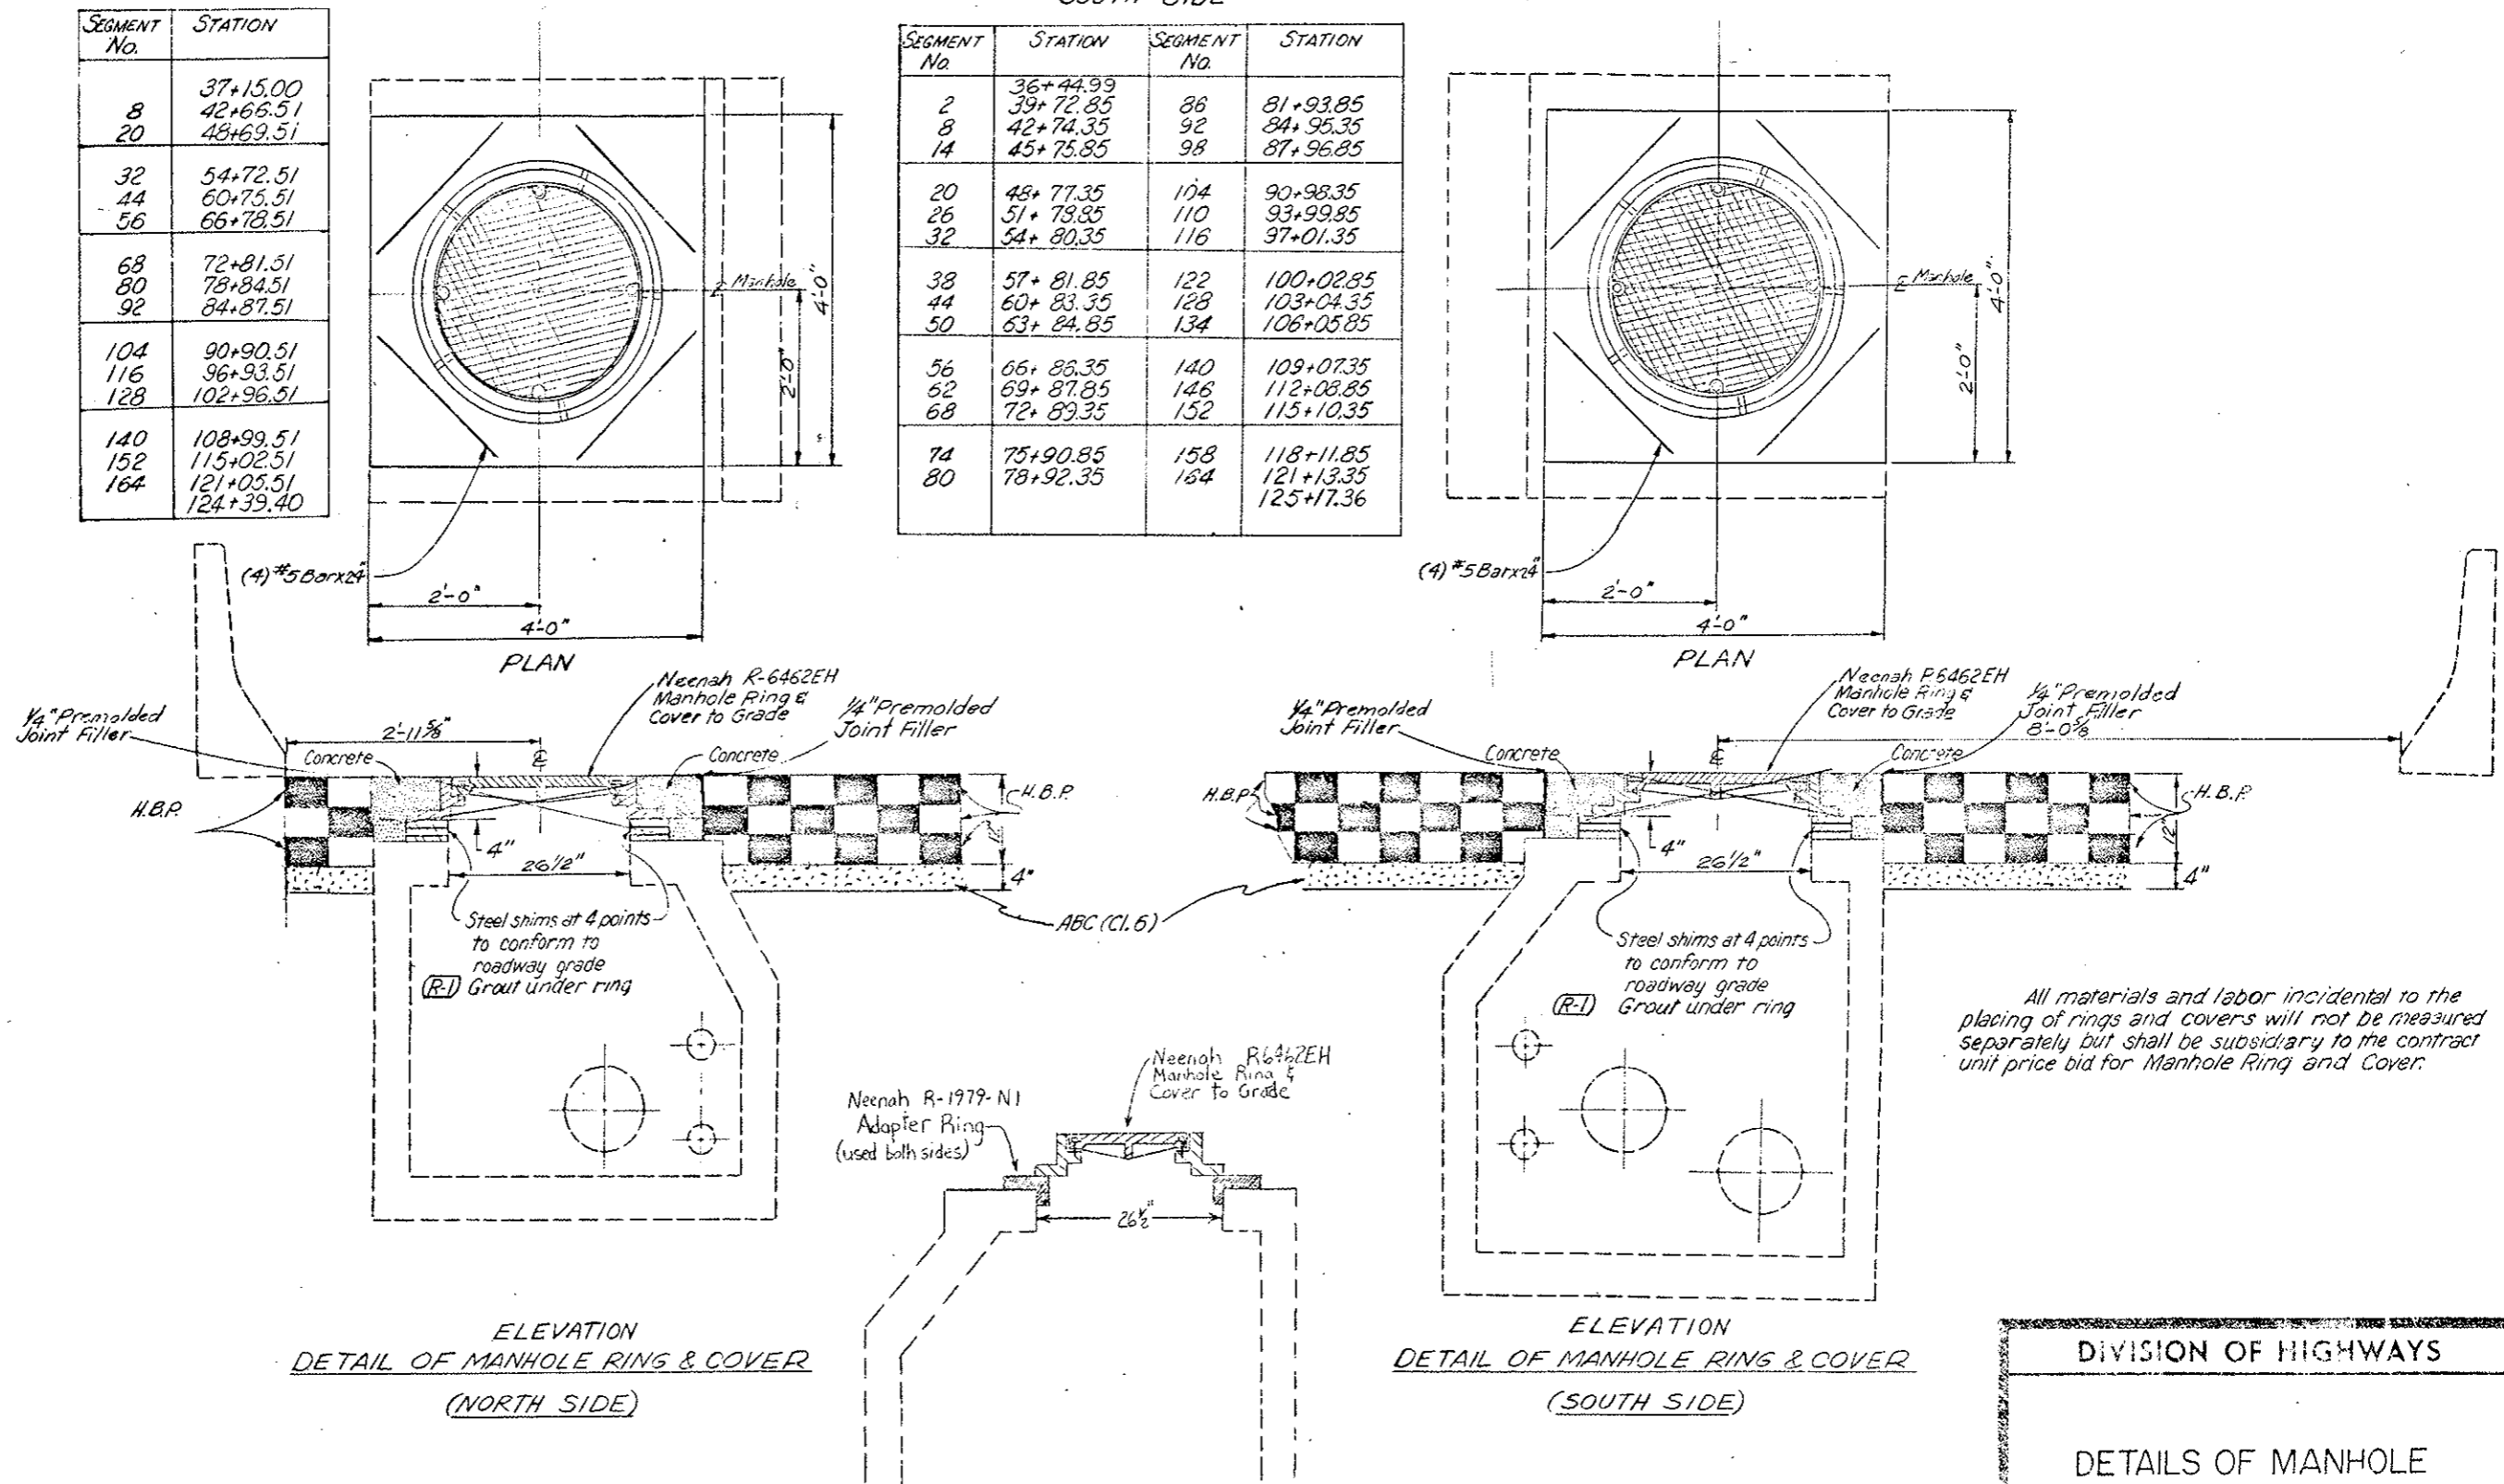 SEGMENT No. STATION
37+15.00
8 42+66.51
20 48+69.51
32 54+72.51
44 60+75.51
56 66+78.51
68 72+81.51
80 78+84.51
92 84+87.51
104 90+90.51
116 96+93.51
128 102+96.51
140 108+99.51
152 115+02.51
164 121+05.51
124+39.40
Manhole
4'-0"
2'-0"
(4) #5 Bar x 24"
2'-0"
4'-0"
PLAN
SOUTH SIDE
SEGMENT No. STATION SEGMENT No. STATION
36+44.99
2 39+72.85 86 81+93.85
8 42+74.35 92 84+95.35
14 45+75.85 98 87+96.85
20 48+77.35 104 90+98.35
26 51+78.85 110 93+99.85
32 54+80.35 116 97+01.35
38 57+81.85 122 100+02.85
44 60+83.35 128 103+04.35
50 63+84.85 134 106+05.85
56 66+86.35 140 109+07.35
62 69+87.85 146 112+08.85
68 72+89.35 152 115+10.35
74 75+90.85 158 118+11.85
80 78+92.35 164 121+13.35
125+17.36
℄ Manhole
4'-0"
2'-0"
(4) #5 Bar x 24"
2'-0"
4'-0"
PLAN
1/4" Premolded
Joint Filler
2'-11 5/8"
Neenah R-6462EH
Manhole Ring &
Cover to Grade
1/4" Premolded
Joint Filler
Concrete
℄
Concrete
H.B.P.
H.B.P.
4"
26 1/2"
4"
Steel shims at 4 points
to conform to
roadway grade
(R-1) Grout under ring
ABC (Cl. 6)
1/4" Premolded
Joint Filler
Neenah R6462EH
Manhole Ring &
Cover to Grade
1/4" Premolded
Joint Filler
Concrete
℄
Concrete
H.B.P.
H.B.P.
12"
4"
26 1/2"
4"
Steel shims at 4 points
to conform to
roadway grade
(R-1) Grout under ring
All materials and labor incidental to the
placing of rings and covers will not be measured
separately but shall be subsidiary to the contract
unit price bid for Manhole Ring and Cover.
Neenah R6462EH
Manhole Ring &
Cover to Grade
Neenah R-1979-N1
Adapter Ring
(used both sides)
26 1/2"
ELEVATION
DETAIL OF MANHOLE RING & COVER
(NORTH SIDE)
ELEVATION
DETAIL OF MANHOLE RING & COVER
(SOUTH SIDE)
DIVISION OF HIGHWAYS
DETAILS OF MANHOLE